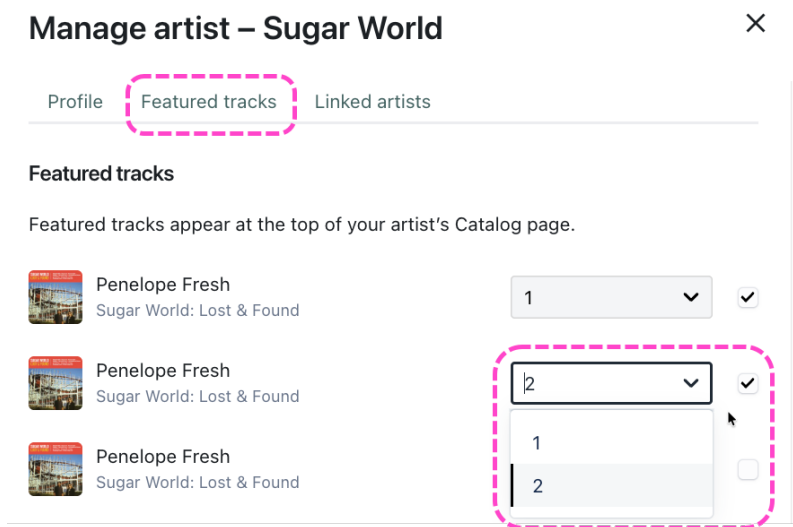 Manage artist – Sugar World
Profile
Featured tracks
Linked artists
Featured tracks
Featured tracks appear at the top of your artist's Catalog page.
Penelope Fresh
Sugar World: Lost & Found
1
Penelope Fresh
Sugar World: Lost & Found
2
1
2
Penelope Fresh
Sugar World: Lost & Found